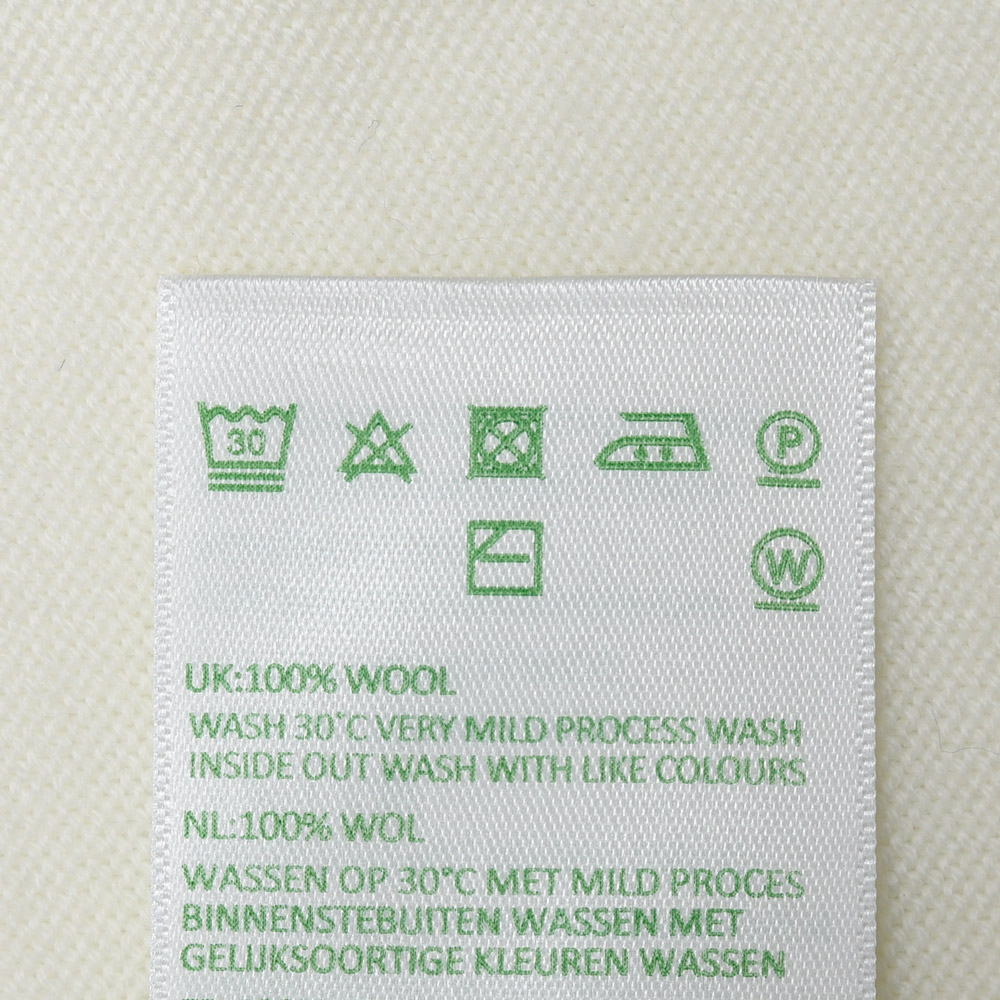 30
P
W
UK:100% WOOL
WASH 30°C VERY MILD PROCESS WASH
INSIDE OUT WASH WITH LIKE COLOURS
NL:100% WOL
WASSEN OP 30°C MET MILD PROCES
BINNENSTEBUITEN WASSEN MET
GELIJKSOORTIGE KLEUREN WASSEN